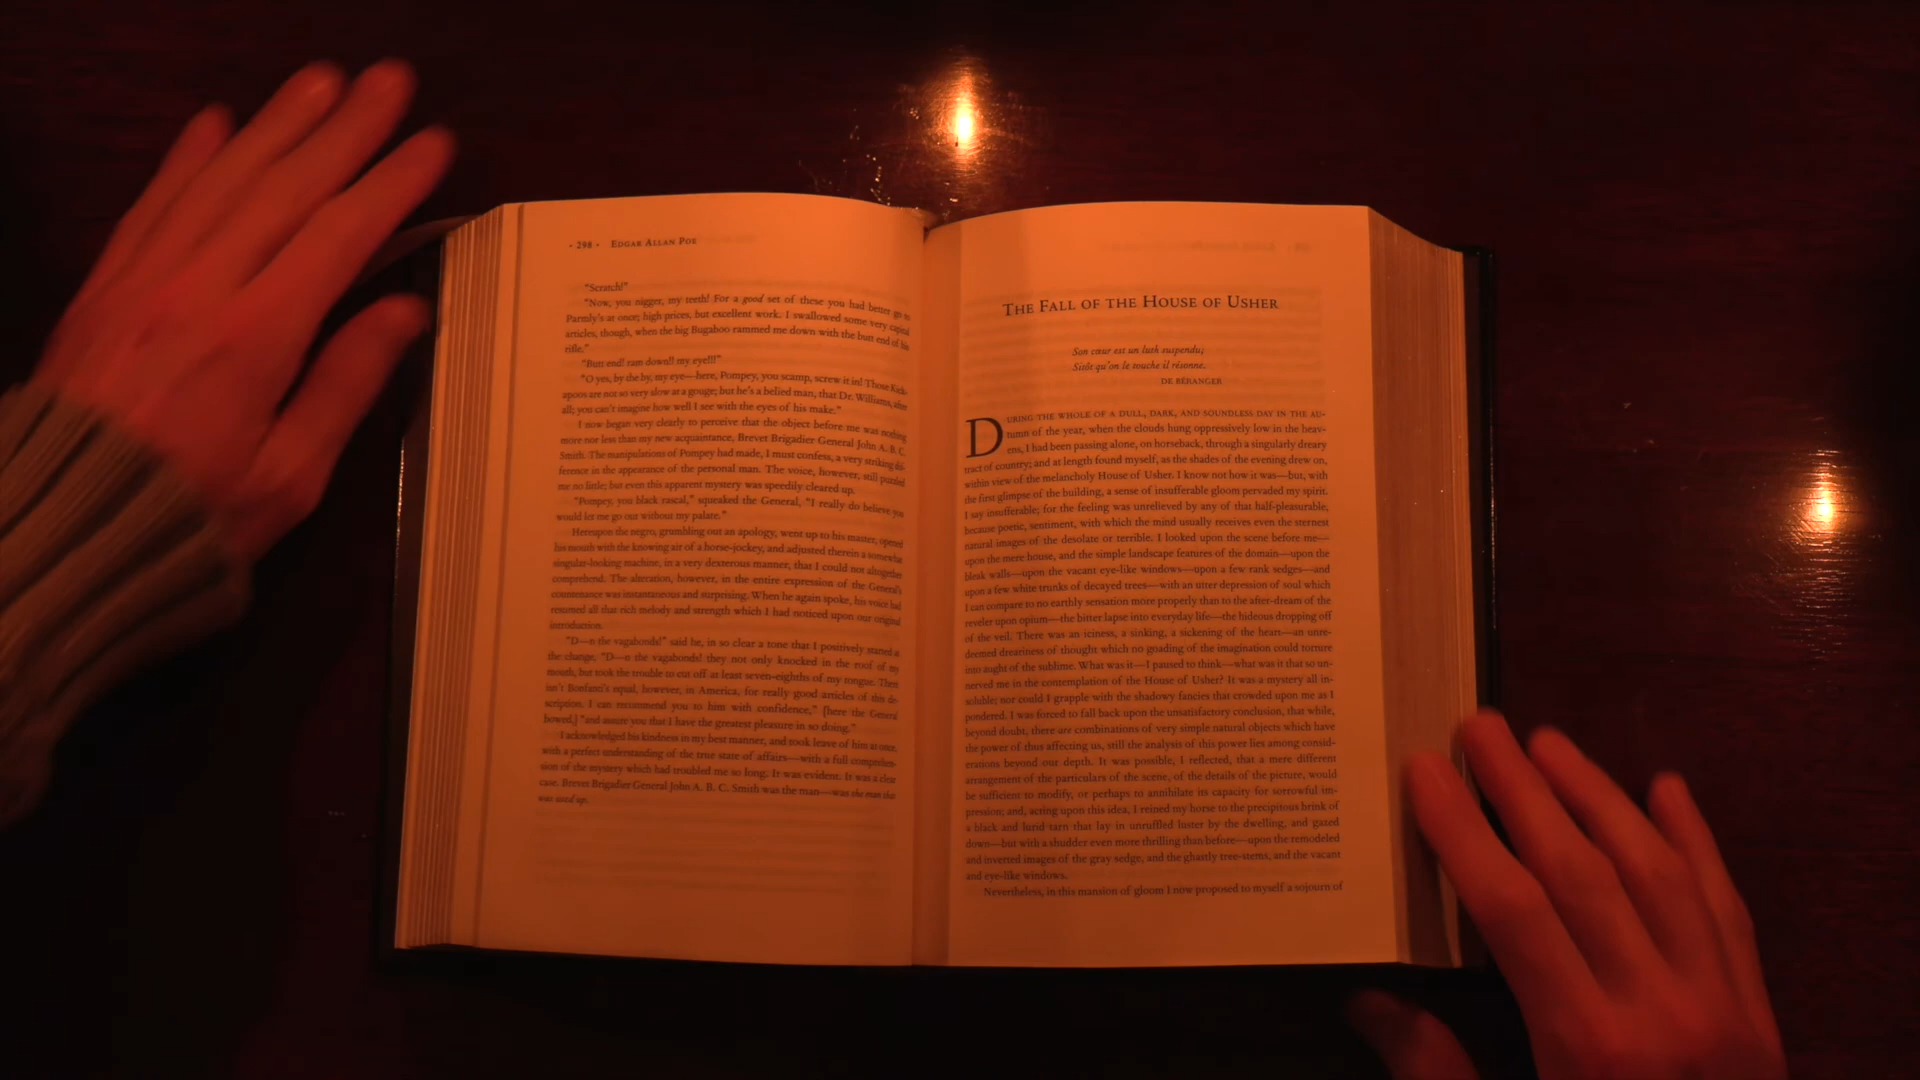 · 298 · EDGAR ALLAN POE
"Scratch!"
"Now, you nigger, my teeth! For a good set of these you had better go to
Parmly's at once; high prices, but excellent work. I swallowed some very capital
articles, though, when the big Bugaboo rammed me down with the butt end of his
rifle."
"Butt end! ram down!! my eye!!!"
"O yes, by the by, my eye—here, Pompey, you scamp, screw it in! Those Kick-
apoos are not so very slow at a gouge; but he's a belied man, that Dr. Williams, after
all; you can't imagine how well I see with the eyes of his make."
I now began very clearly to perceive that the object before me was nothing
more nor less than my new acquaintance, Brevet Brigadier General John A. B. C.
Smith. The manipulations of Pompey had made, I must confess, a very striking dif-
ference in the appearance of the personal man. The voice, however, still puzzled
me no little; but even this apparent mystery was speedily cleared up.
"Pompey, you black rascal," squeaked the General, "I really do believe you
would let me go out without my palate."
Hereupon the negro, grumbling out an apology, went up to his master, opened
his mouth with the knowing air of a horse-jockey, and adjusted therein a somewhat
singular-looking machine, in a very dexterous manner, that I could not altogether
comprehend. The alteration, however, in the entire expression of the General's
countenance was instantaneous and surprising. When he again spoke, his voice had
resumed all that rich melody and strength which I had noticed upon our original
introduction.
"D—n the vagabonds!" said he, in so clear a tone that I positively started at
the change, "D—n the vagabonds! they not only knocked in the roof of my
mouth, but took the trouble to cut off at least seven-eighths of my tongue. There
isn't Bonfanti's equal, however, in America, for really good articles of this de-
scription. I can recommend you to him with confidence," [here the General
bowed,] "and assure you that I have the greatest pleasure in so doing."
I acknowledged his kindness in my best manner, and took leave of him at once,
with a perfect understanding of the true state of affairs—with a full comprehen-
sion of the mystery which had troubled me so long. It was evident. It was a clear
case. Brevet Brigadier General John A. B. C. Smith was the man—was the man that
was used up.
THE FALL OF THE HOUSE OF USHER
Son cœur est un luth suspendu;
Sitôt qu'on le touche il résonne.
DE BÉRANGER
DURING THE WHOLE OF A DULL, DARK, AND SOUNDLESS DAY IN THE AU-
tumn of the year, when the clouds hung oppressively low in the heav-
ens, I had been passing alone, on horseback, through a singularly dreary
tract of country; and at length found myself, as the shades of the evening drew on,
within view of the melancholy House of Usher. I know not how it was—but, with
the first glimpse of the building, a sense of insufferable gloom pervaded my spirit.
I say insufferable; for the feeling was unrelieved by any of that half-pleasurable,
because poetic, sentiment, with which the mind usually receives even the sternest
natural images of the desolate or terrible. I looked upon the scene before me—
upon the mere house, and the simple landscape features of the domain—upon the
bleak walls—upon the vacant eye-like windows—upon a few rank sedges—and
upon a few white trunks of decayed trees—with an utter depression of soul which
I can compare to no earthly sensation more properly than to the after-dream of the
reveler upon opium—the bitter lapse into everyday life—the hideous dropping off
of the veil. There was an iciness, a sinking, a sickening of the heart—an unre-
deemed dreariness of thought which no goading of the imagination could torture
into aught of the sublime. What was it—I paused to think—what was it that so un-
nerved me in the contemplation of the House of Usher? It was a mystery all in-
soluble; nor could I grapple with the shadowy fancies that crowded upon me as I
pondered. I was forced to fall back upon the unsatisfactory conclusion, that while,
beyond doubt, there are combinations of very simple natural objects which have
the power of thus affecting us, still the analysis of this power lies among consid-
erations beyond our depth. It was possible, I reflected, that a mere different
arrangement of the particulars of the scene, of the details of the picture, would
be sufficient to modify, or perhaps to annihilate its capacity for sorrowful im-
pression; and, acting upon this idea, I reined my horse to the precipitous brink of
a black and lurid tarn that lay in unruffled luster by the dwelling, and gazed
down—but with a shudder even more thrilling than before—upon the remodeled
and inverted images of the gray sedge, and the ghastly tree-stems, and the vacant
and eye-like windows.
Nevertheless, in this mansion of gloom I now proposed to myself a sojourn of